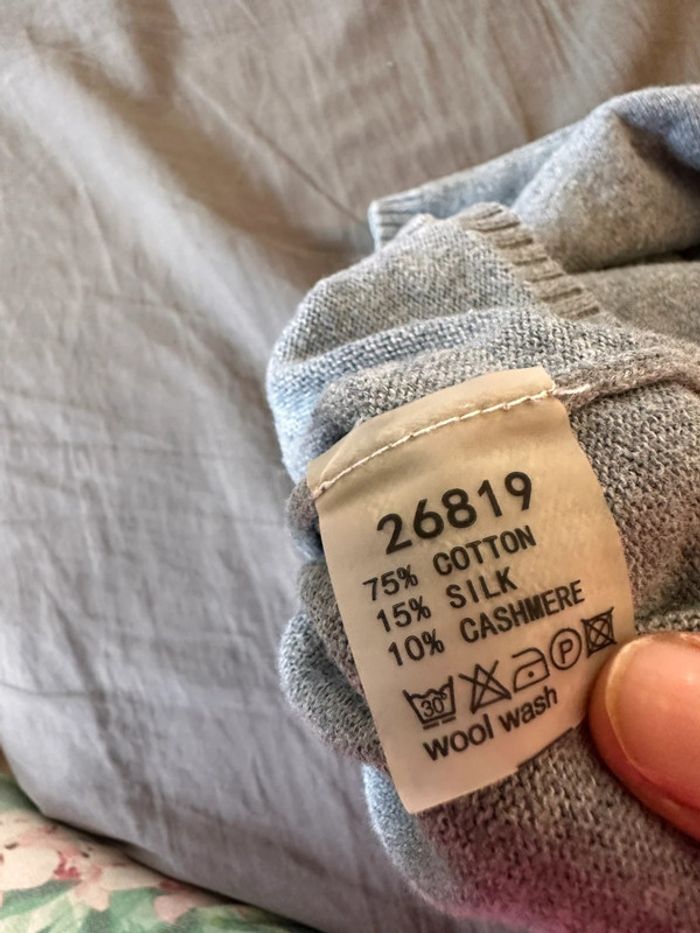 26819
75% COTTON
15% SILK
10% CASHMERE
30° P
wool wash